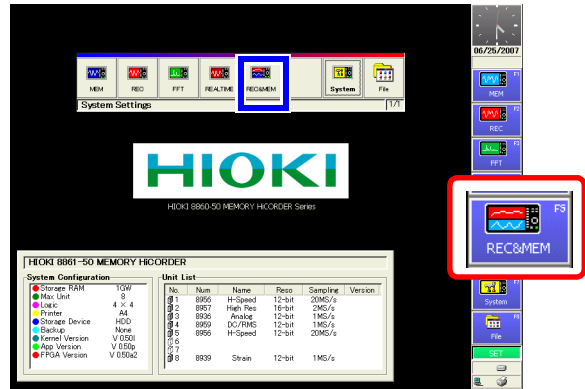 06/25/2007
MEM
REC
FFT
REALTIME
REC&MEM
System
File
System Settings
1/1
F1
MEM
F2
REC
F3
FFT
F5
REC&MEM
F7
System
F8
File
SET
HIOKI
HIOKI 8860-50 MEMORY HiCORDER Series
HIOKI 8861-50 MEMORY HiCORDER
System Configuration
Storage RAM 1GW
Max Unit 8
Logic 4 × 4
Printer A4
Storage Device HDD
Backup None
Kernel Version V 0.50l
App Version V 0.50p
FPGA Version V 0.50a2
Unit List
No. Num Name Reso Sampling Version
1 8956 H-Speed 12-bit 20MS/s
2 8957 High Res 16-bit 2MS/s
3 8936 Analog 12-bit 1MS/s
4 8959 DC/RMS 12-bit 1MS/s
5 8956 H-Speed 12-bit 20MS/s
6
7
8 8939 Strain 12-bit 1MS/s